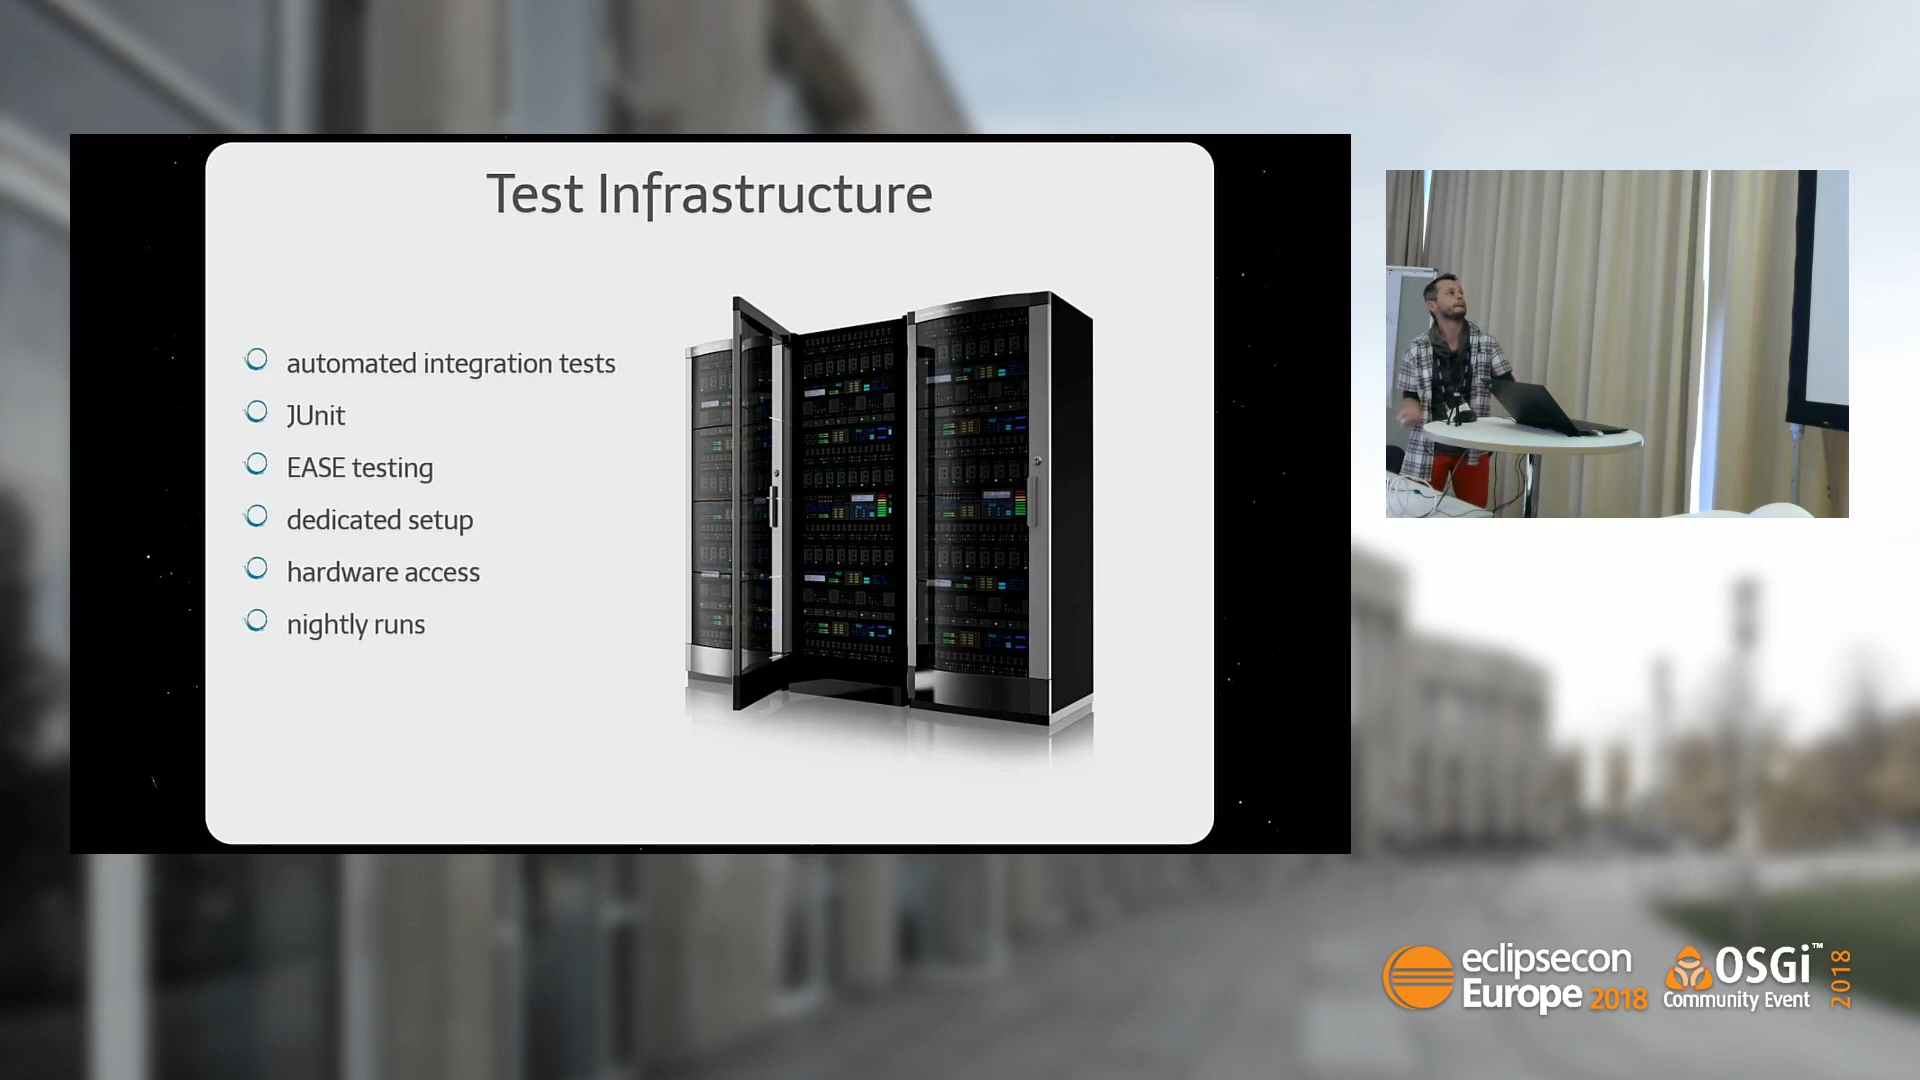 Test Infrastructure
automated integration tests
JUnit
EASE testing
dedicated setup
hardware access
nightly runs
eclipsecon
Europe 2018
OSGi™
Community Event
2018